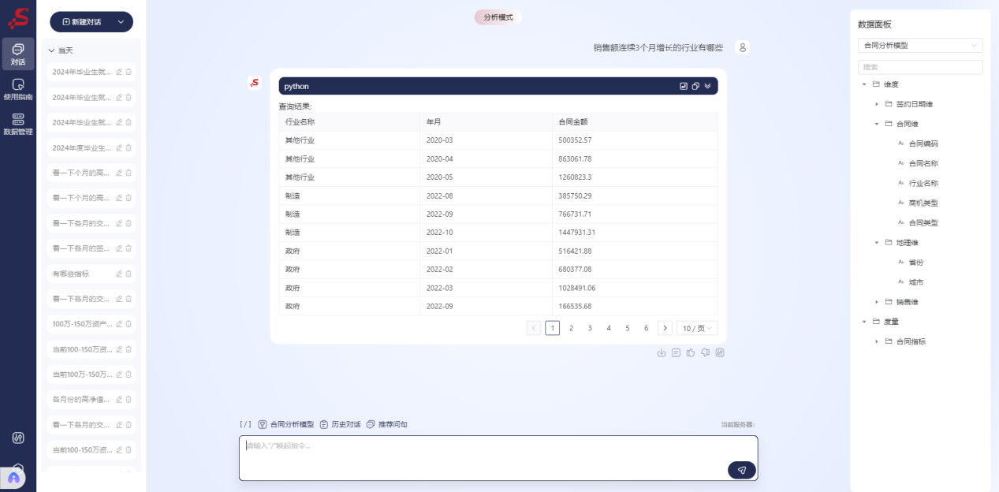 新建对话
对话
使用指南
数据管理
当天
2024年毕业生就...
2024年毕业生就...
2024年毕业生就...
2024年度毕业生...
看一下个月的高...
看一下个月的高...
看一下各月的交...
看一下各月的签...
有哪些指标
看一下各月的交...
100万-150万资产...
当前100-150万资...
当前100万-150万...
各月份的高净值...
看一下各月的交...
当前100-150万资...
分析模式
销售额连续3个月增长的行业有哪些
python
查询结果:
行业名称 年月 合同金额
其他行业 2020-03 500352.57
其他行业 2020-04 863061.78
其他行业 2020-05 1260823.3
制造 2022-08 385750.29
制造 2022-09 766731.71
制造 2022-10 1447931.31
政府 2022-01 516421.88
政府 2022-02 680377.08
政府 2022-03 1028491.06
政府 2022-09 166535.68
< 1 2 3 4 5 6 > 10 / 页
[/] 合同分析模型 历史对话 推荐问句
当前服务器:
请输入"/"唤起指令...
数据面板
合同分析模型
搜索
维度
签约日期维
合同维
合同编码
合同名称
行业名称
商机类型
合同类型
地理维
省份
城市
销售维
度量
合同指标